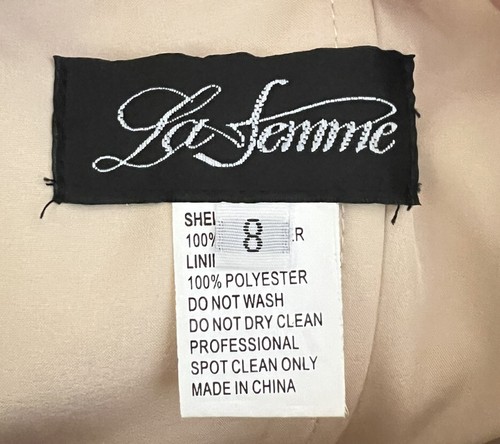 La Femme
8
100%
100% POLYESTER
DO NOT WASH
DO NOT DRY CLEAN
PROFESSIONAL
SPOT CLEAN ONLY
MADE IN CHINA